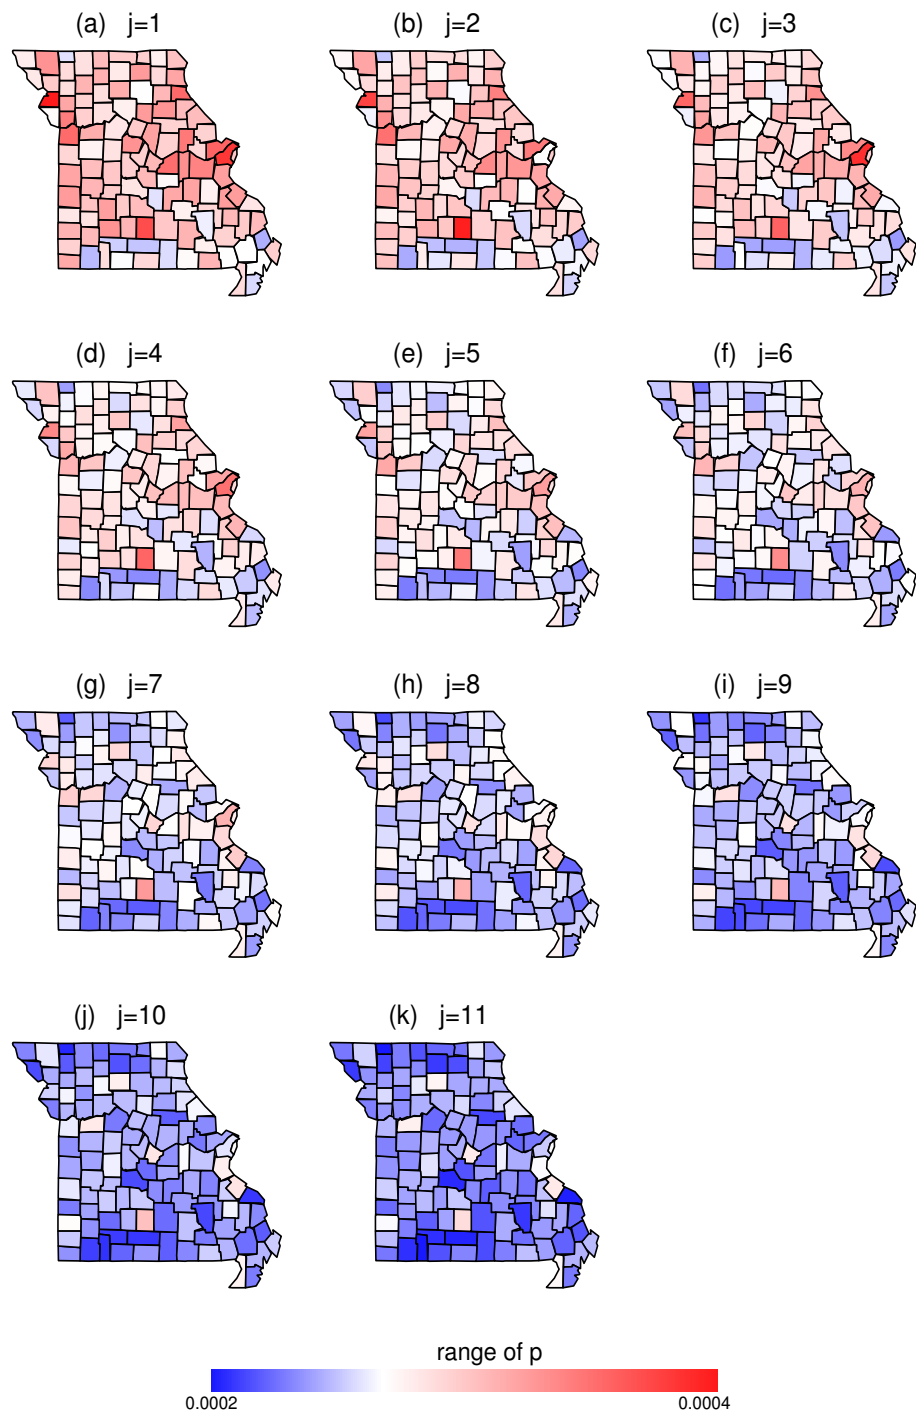 (a) j=1
(b) j=2
(c) j=3
(d) j=4
(e) j=5
(f) j=6
(g) j=7
(h) j=8
(i) j=9
(j) j=10
(k) j=11
range of p
0.0002
0.0004